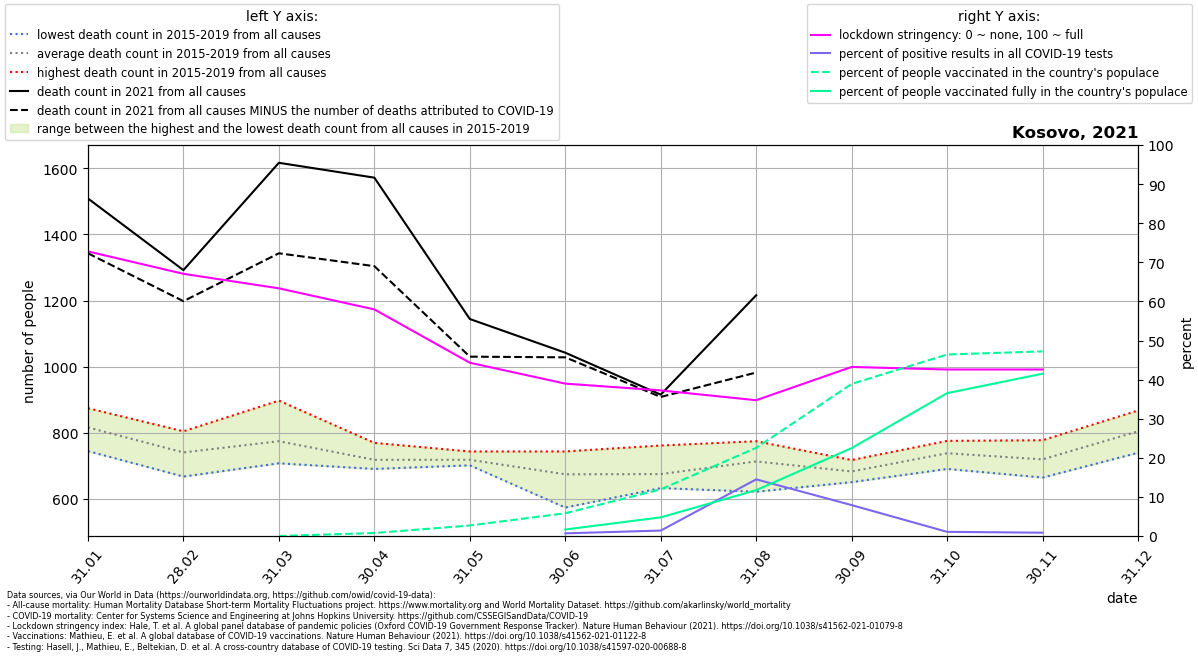 left Y axis:
lowest death count in 2015-2019 from all causes
average death count in 2015-2019 from all causes
highest death count in 2015-2019 from all causes
death count in 2021 from all causes
death count in 2021 from all causes MINUS the number of deaths attributed to COVID-19
range between the highest and the lowest death count from all causes in 2015-2019
right Y axis:
lockdown stringency: 0 ~ none, 100 ~ full
percent of positive results in all COVID-19 tests
percent of people vaccinated in the country's populace
percent of people vaccinated fully in the country's populace
Kosovo, 2021
number of people
1600
1400
1200
1000
800
600
100
90
80
70
60
50
40
30
20
10
0
percent
31.01
28.02
31.03
30.04
31.05
30.06
31.07
31.08
30.09
31.10
30.11
31.12
date
Data sources, via Our World in Data (https://ourworldindata.org, https://github.com/owid/covid-19-data):
- All-cause mortality: Human Mortality Database Short-term Mortality Fluctuations project. https://www.mortality.org and World Mortality Dataset. https://github.com/akarlinsky/world_mortality
- COVID-19 mortality: Center for Systems Science and Engineering at Johns Hopkins University. https://github.com/CSSEGISandData/COVID-19
- Lockdown stringency index: Hale, T. et al. A global panel database of pandemic policies (Oxford COVID-19 Government Response Tracker). Nature Human Behaviour (2021). https://doi.org/10.1038/s41562-021-01079-8
- Vaccinations: Mathieu, E. et al. A global database of COVID-19 vaccinations. Nature Human Behaviour (2021). https://doi.org/10.1038/s41562-021-01122-8
- Testing: Hasell, J., Mathieu, E., Beltekian, D. et al. A cross-country database of COVID-19 testing. Sci Data 7, 345 (2020). https://doi.org/10.1038/s41597-020-00688-8